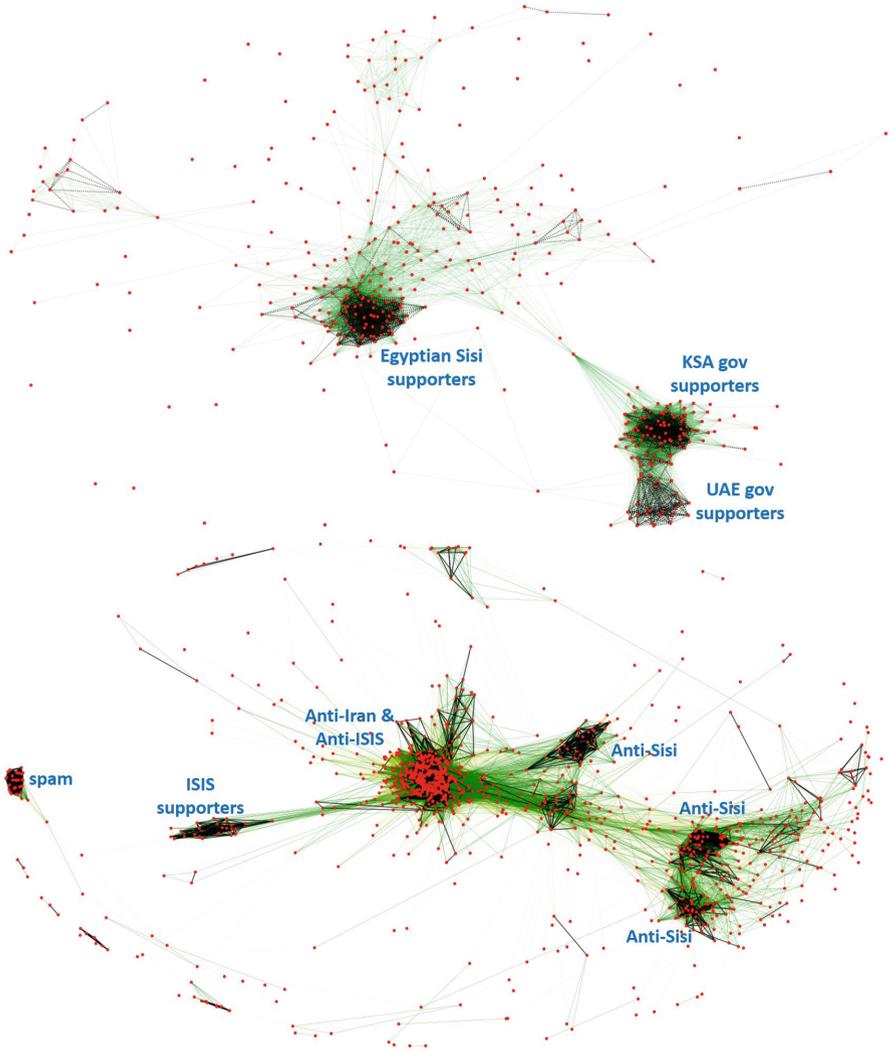 Egyptian Sisi
supporters
KSA gov
supporters
UAE gov
supporters
Anti-Iran &
Anti-ISIS
Anti-Sisi
spam
ISIS
supporters
Anti-Sisi
Anti-Sisi